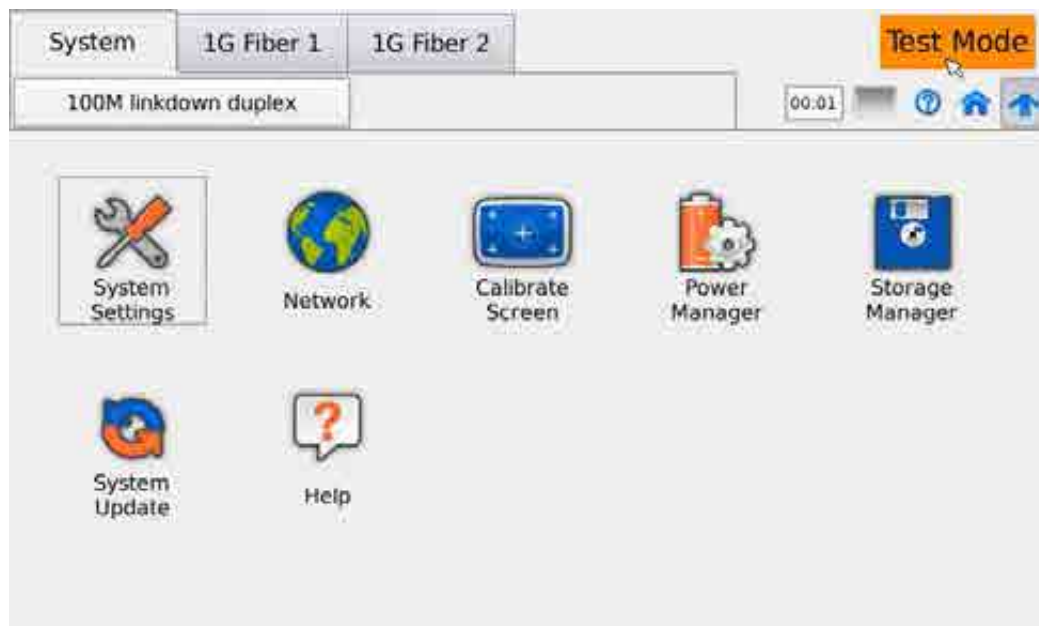 System 1G Fiber 1 1G Fiber 2 Test Mode
100M linkdown duplex 00.01 ?
System Settings
Network
Calibrate Screen
Power Manager
Storage Manager
System Update
?
Help